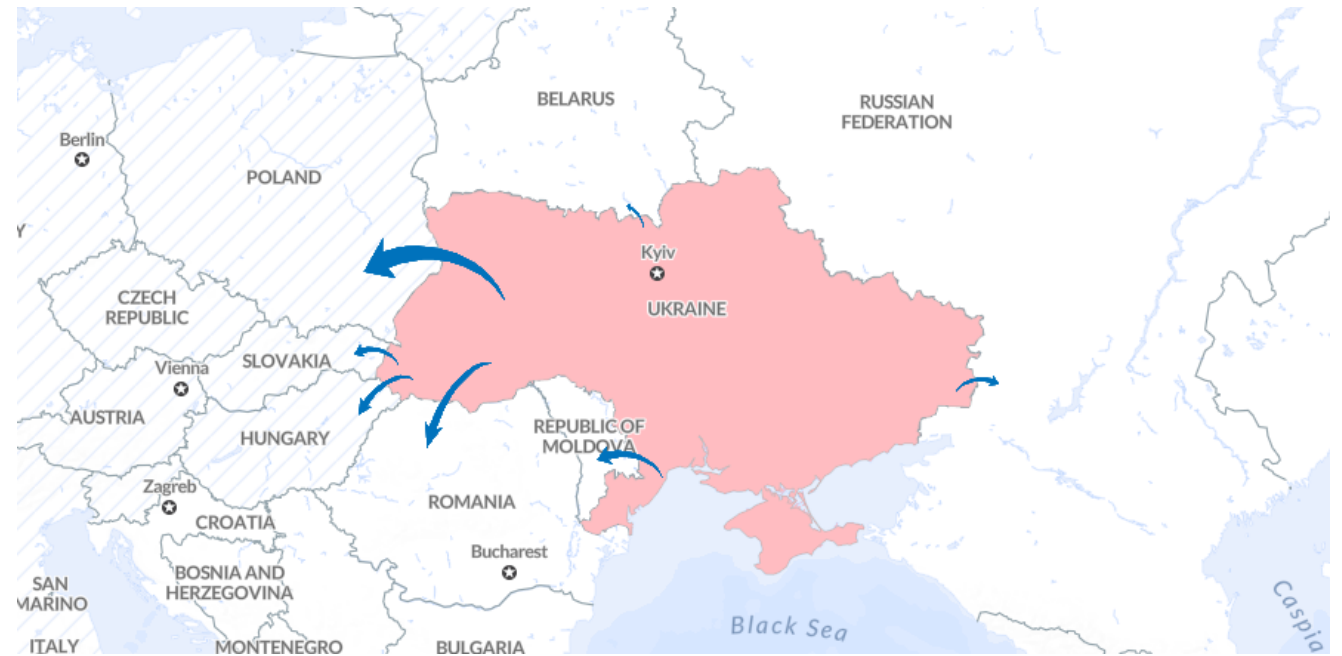 BELARUS
RUSSIAN
FEDERATION
Berlin
POLAND
Y
Kyiv
UKRAINE
CZECH
REPUBLIC
SLOVAKIA
Vienna
AUSTRIA
HUNGARY
REPUBLIC OF
MOLDOVA
Zagreb
CROATIA
ROMANIA
Bucharest
BOSNIA AND
HERZEGOVINA
SAN
MARINO
Black Sea
Caspia
ITALY
MONTENEGRO
BULGARIA